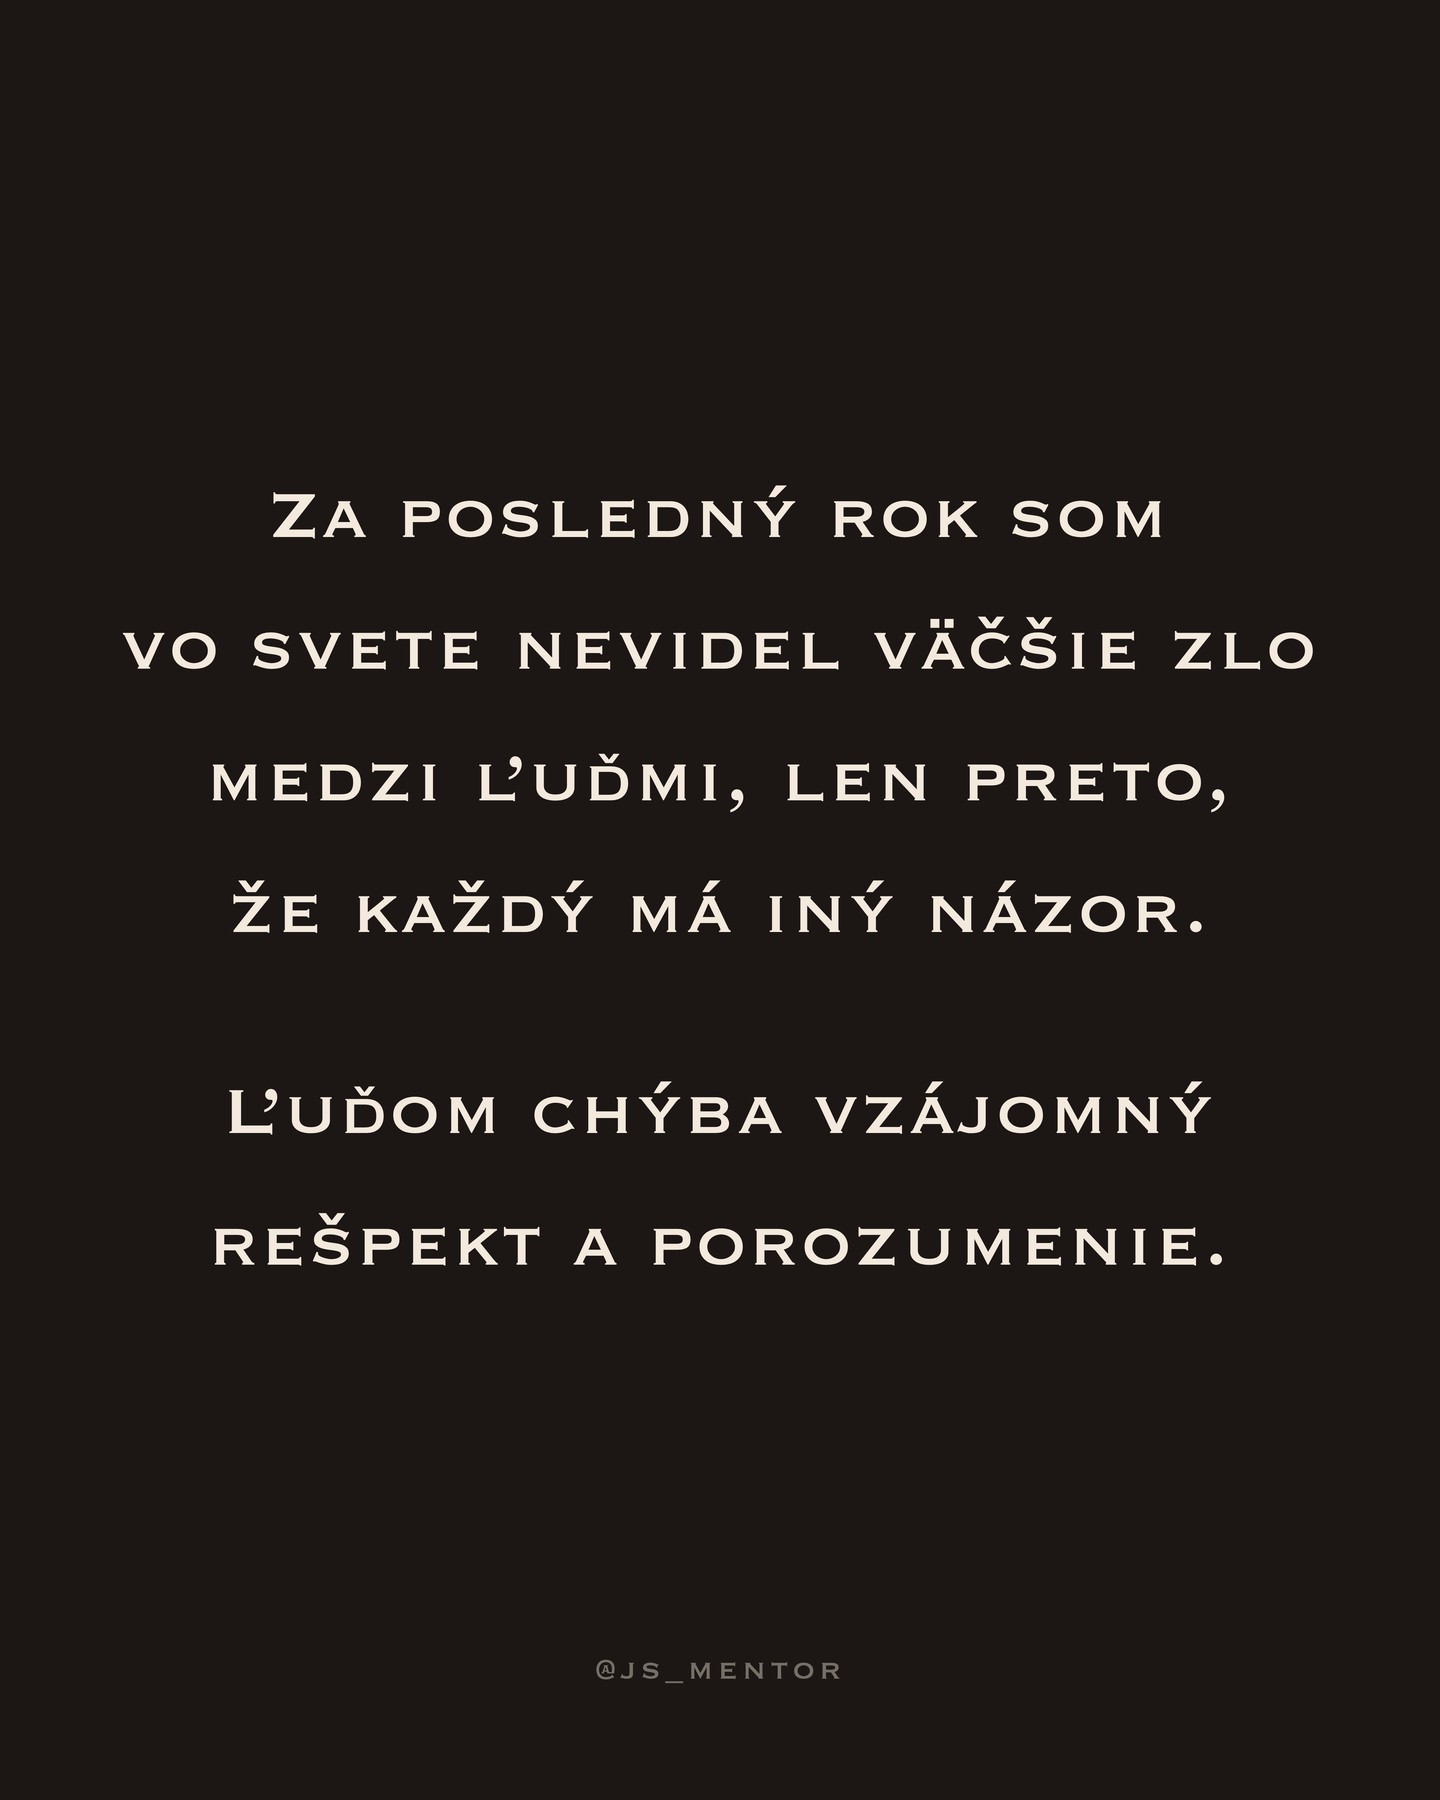 Za posledný rok som
vo svete nevidel väčšie zlo
medzi ľuďmi, len preto,
že každý má iný názor.
Ľuďom chýba vzájomný
rešpekt a porozumenie.
@js_mentor